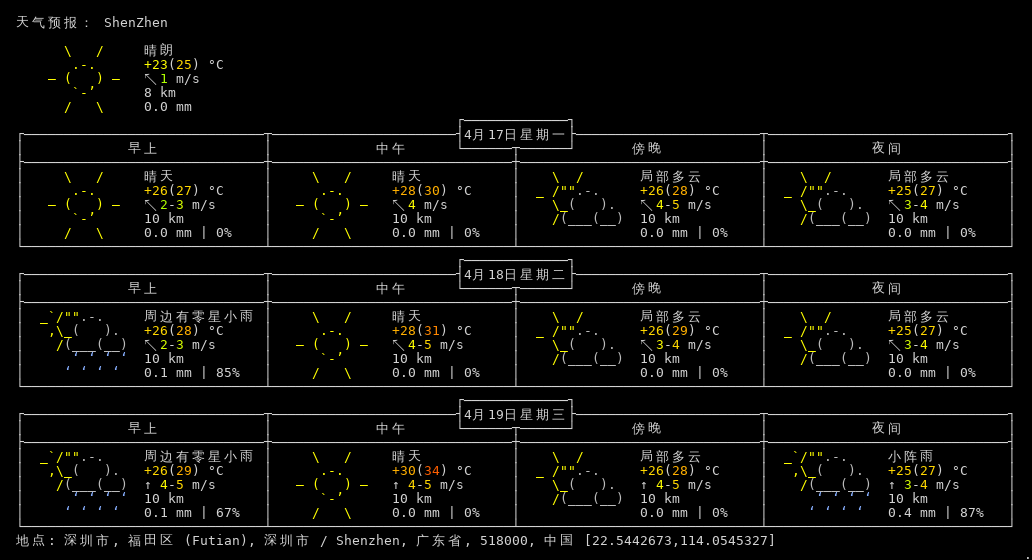 天气预报： ShenZhen
晴朗
+23(25) °C
↖1 m/s
8 km
0.0 mm
4月17日星期一
早上 中午 傍晚 夜间
晴天 晴天 局部多云 局部多云
+26(27) °C +28(30) °C +26(28) °C +25(27) °C
↖2-3 m/s ↖4 m/s ↖4-5 m/s ↖3-4 m/s
10 km 10 km 10 km 10 km
0.0 mm | 0% 0.0 mm | 0% 0.0 mm | 0% 0.0 mm | 0%
4月18日星期二
早上 中午 傍晚 夜间
周边有零星小雨 晴天 局部多云 局部多云
+26(28) °C +28(31) °C +26(29) °C +25(27) °C
↖2-3 m/s ↖4-5 m/s ↖3-4 m/s ↖3-4 m/s
10 km 10 km 10 km 10 km
0.1 mm | 85% 0.0 mm | 0% 0.0 mm | 0% 0.0 mm | 0%
4月19日星期三
早上 中午 傍晚 夜间
周边有零星小雨 晴天 局部多云 小阵雨
+26(29) °C +30(34) °C +26(28) °C +25(27) °C
↑ 4-5 m/s ↑ 4-5 m/s ↑ 4-5 m/s ↑ 3-4 m/s
10 km 10 km 10 km 10 km
0.1 mm | 67% 0.0 mm | 0% 0.0 mm | 0% 0.4 mm | 87%
地点: 深圳市, 福田区 (Futian), 深圳市 / Shenzhen, 广东省, 518000, 中国 [22.5442673,114.0545327]